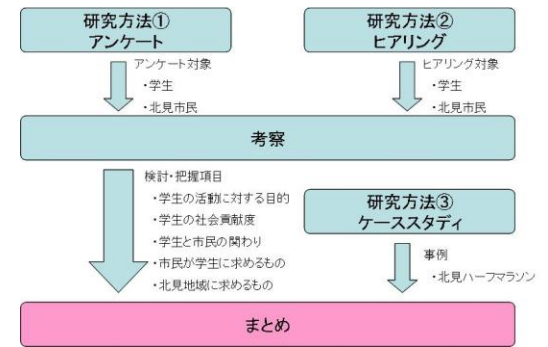 研究方法①
アンケート
研究方法②
ヒアリング
アンケート対象
・学生
・北見市民
ヒアリング対象
・学生
・北見市民
考察
検討・把握項目
・学生の活動に対する目的
・学生の社会貢献度
・学生と市民の関わり
・市民が学生に求めるもの
・北見地域に求めるもの
研究方法③
ケーススタディ
事例
・北見ハーフマラソン
まとめ